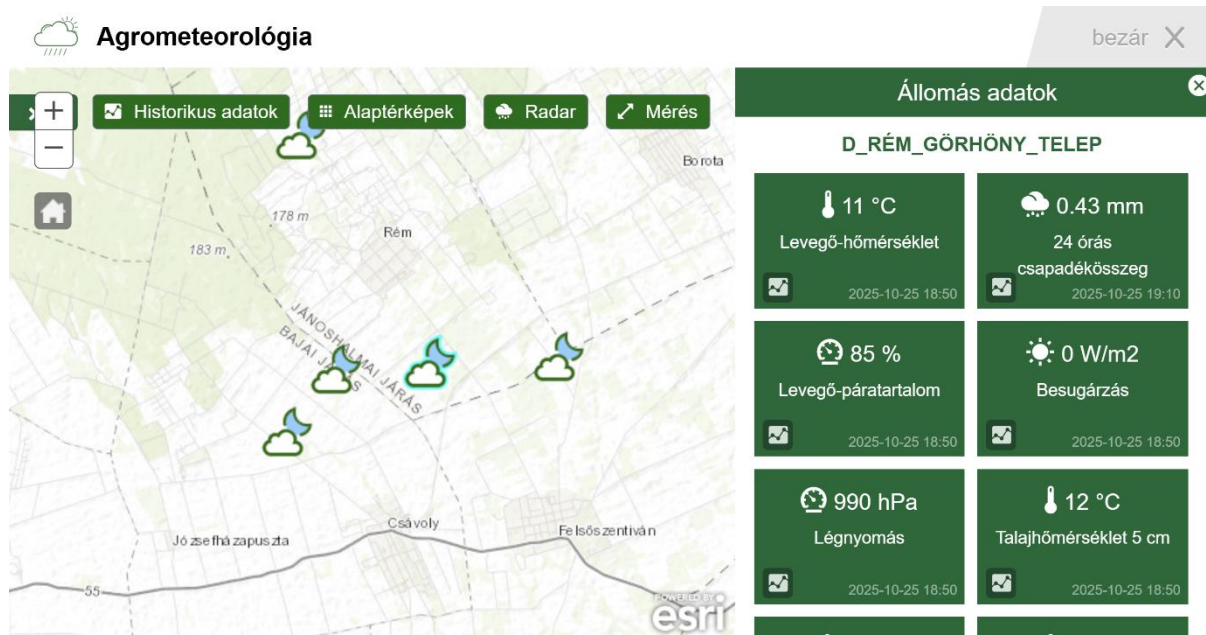 Agrometeorológia
bezár X
+
Historikus adatok
Alaptérképek
Radar
Mérés
−
Állomás adatok
D_RÉM_GÖRHÖNY_TELEP
Borota
178 m
Rém
183 m
JÁNOSHALMAI JÁRÁS
BAJAI JÁRÁS
Csávoly
Józsefházapuszta
Felsőszentiván
55
POWERED BY
esri
11 °C
Levegő-hőmérséklet
2025-10-25 18:50
0.43 mm
24 órás
csapadékösszeg
2025-10-25 19:10
85 %
Levegő-páratartalom
2025-10-25 18:50
0 W/m2
Besugárzás
2025-10-25 18:50
990 hPa
Légnyomás
2025-10-25 18:50
12 °C
Talajhőmérséklet 5 cm
2025-10-25 18:50